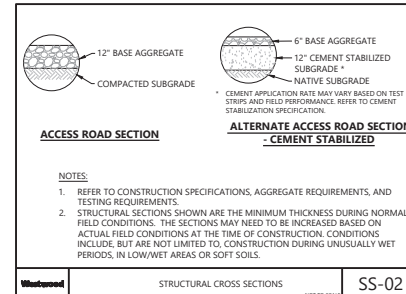 12" BASE AGGREGATE
COMPACTED SUBGRADE
ACCESS ROAD SECTION
6" BASE AGGREGATE
12" CEMENT STABILIZED
SUBGRADE *
NATIVE SUBGRADE
* CEMENT APPLICATION RATE MAY VARY BASED ON TEST
STRIPS AND FIELD PERFORMANCE. REFER TO CEMENT
STABILIZATION SPECIFICATION.
ALTERNATE ACCESS ROAD SECTION
- CEMENT STABILIZED
NOTES:
1. REFER TO CONSTRUCTION SPECIFICATIONS, AGGREGATE REQUIREMENTS, AND
TESTING REQUIREMENTS.
2. STRUCTURAL SECTIONS SHOWN ARE THE MINIMUM THICKNESS DURING NORMAL
FIELD CONDITIONS. THE SECTIONS MAY NEED TO BE INCREASED BASED ON
ACTUAL FIELD CONDITIONS AT THE TIME OF CONSTRUCTION. CONDITIONS
INCLUDE, BUT ARE NOT LIMITED TO, CONSTRUCTION DURING UNUSUALLY WET
PERIODS, IN LOW/WET AREAS OR SOFT SOILS.
Westwood
STRUCTURAL CROSS SECTIONS
SS-02